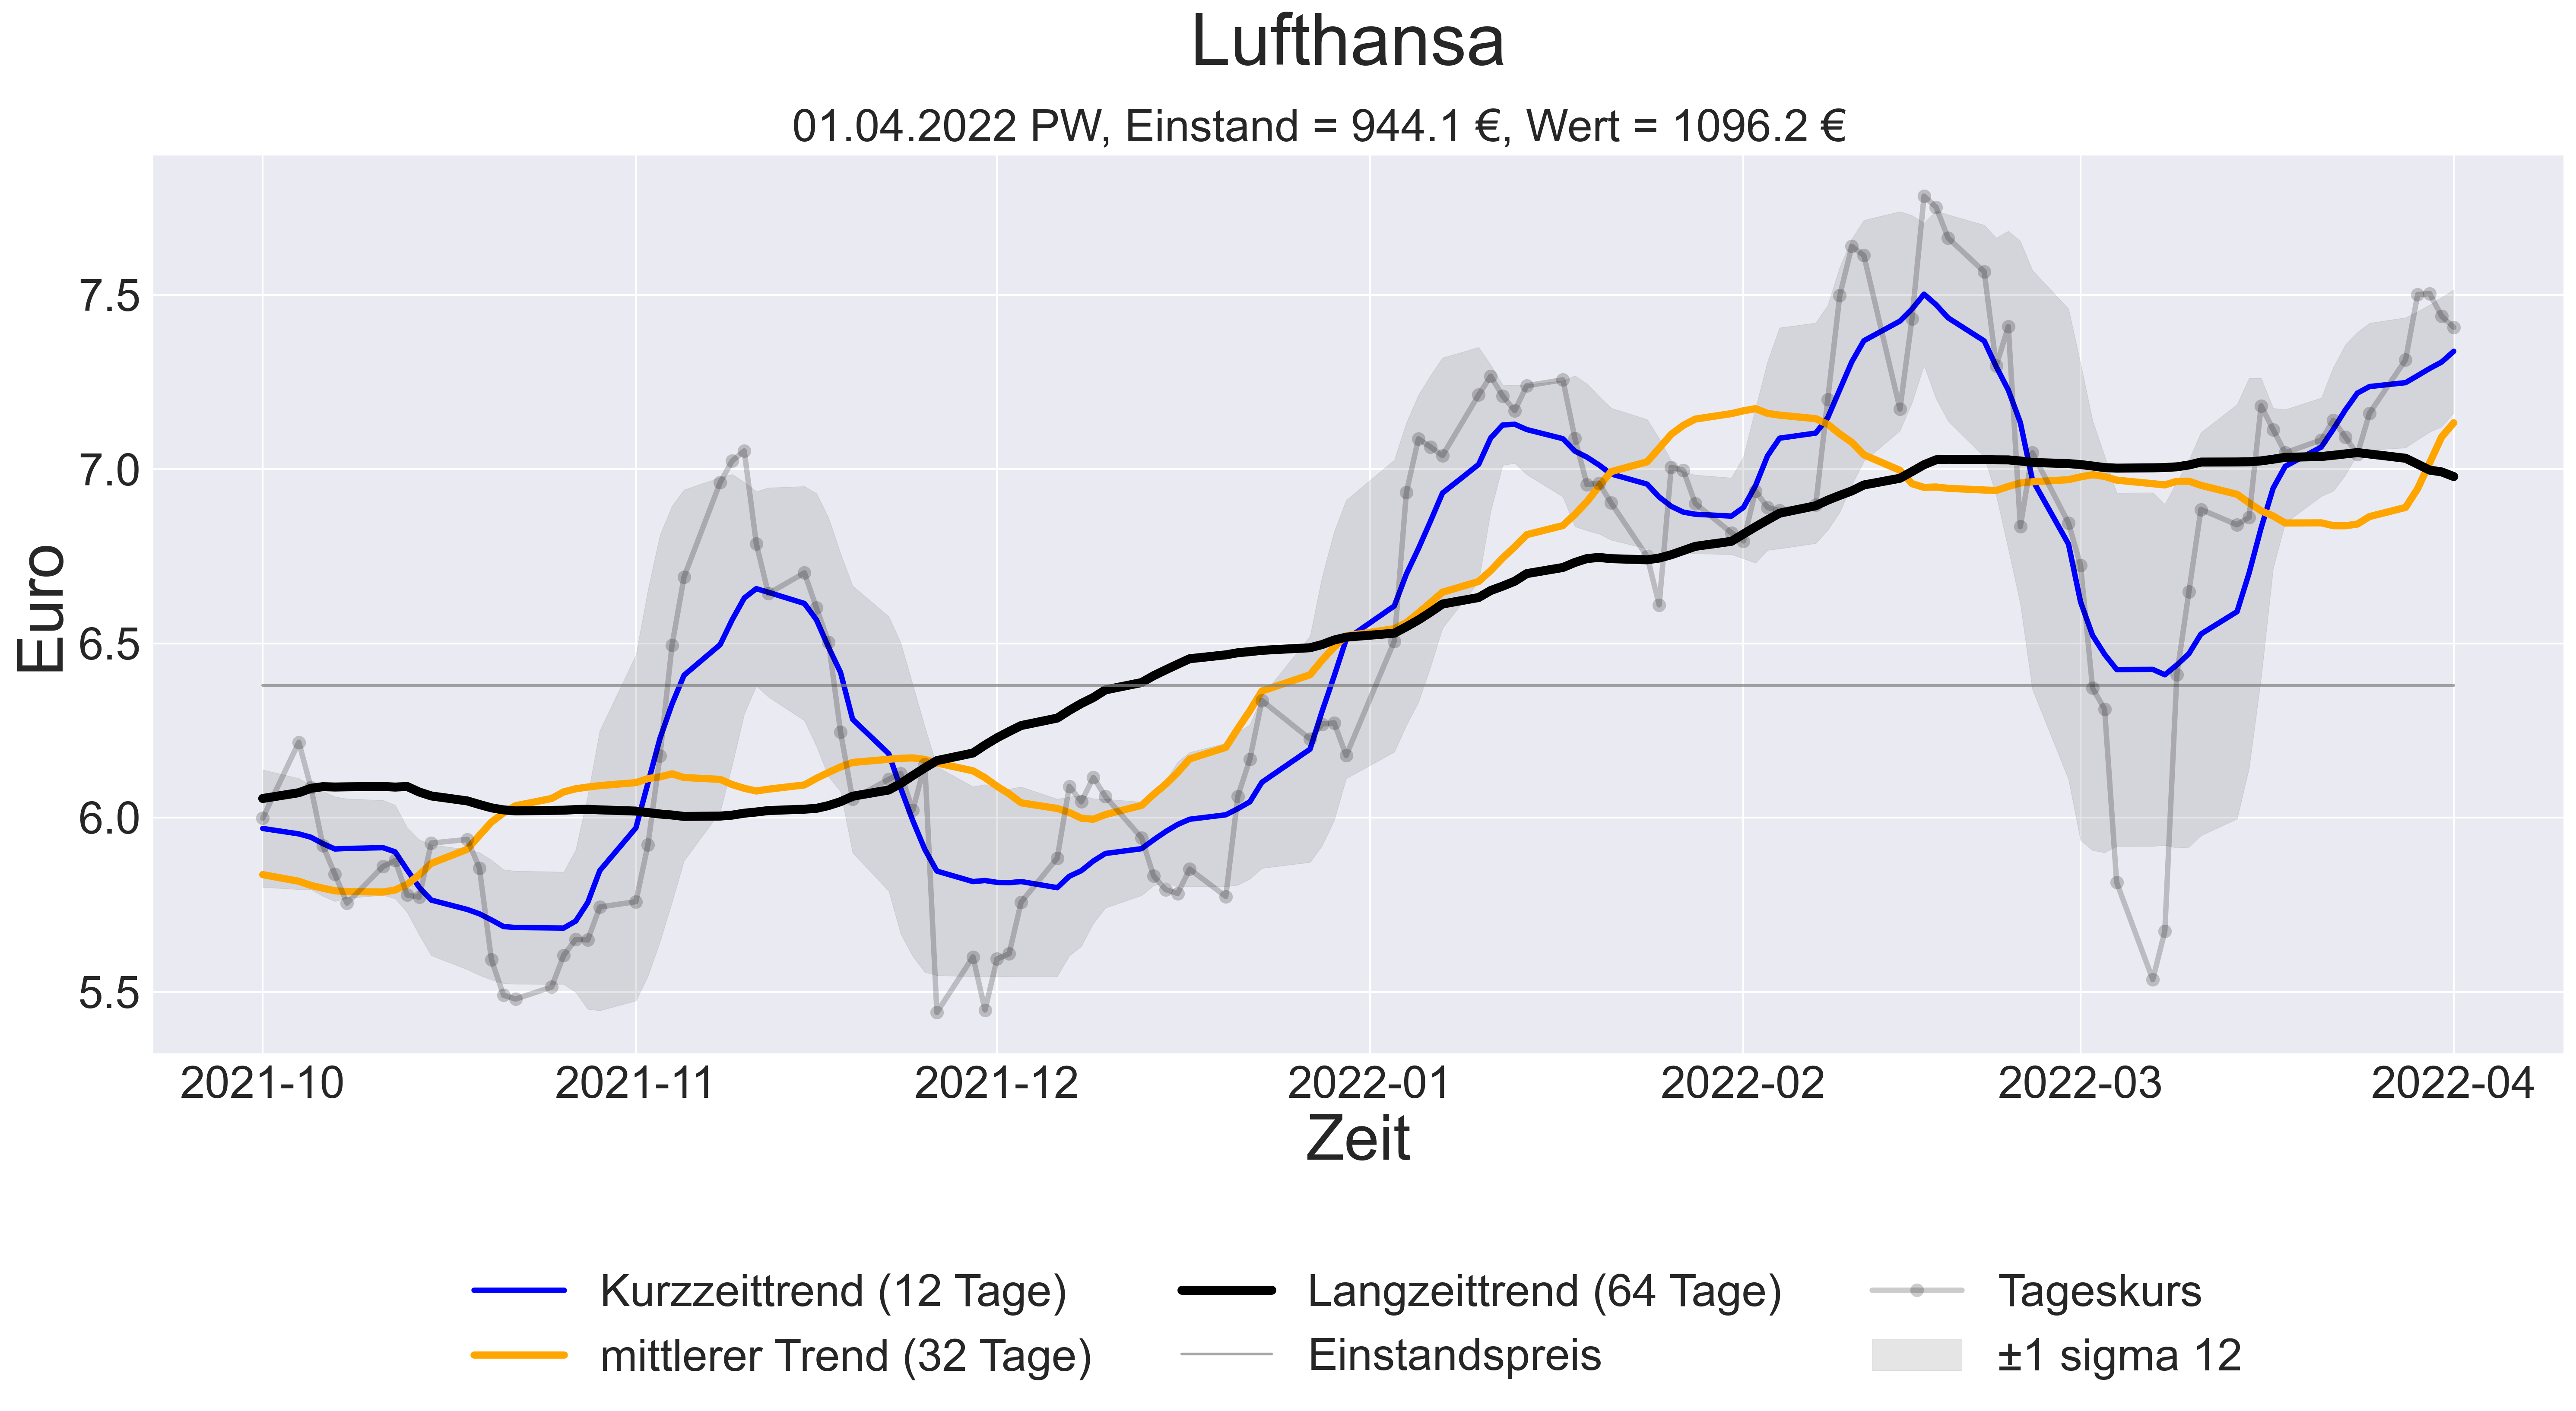 Lufthansa
01.04.2022 PW, Einstand = 944.1 €, Wert = 1096.2 €
Euro
7.5
7.0
6.5
6.0
5.5
2021-10 2021-11 2021-12 2022-01 2022-02 2022-03 2022-04
Zeit
Kurzzeittrend (12 Tage) Langzeittrend (64 Tage) Tageskurs
mittlerer Trend (32 Tage) Einstandspreis ±1 sigma 12